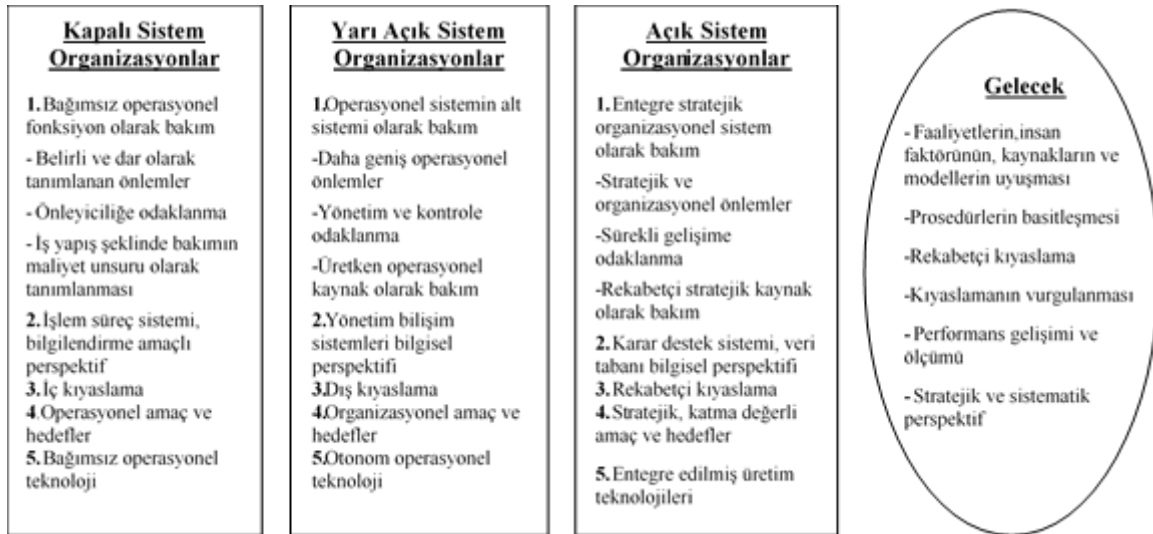 Kapalı Sistem
Organizasyonlar
1.Bağımsız operasyonel
fonksiyon olarak bakım
- Belirli ve dar olarak
tanımlanan önlemler
- Önleyiciliğe odaklanma
- İş yapış şeklinde bakımın
maliyet unsuru olarak
tanımlanması
2.İşlem süreç sistemi,
bilgilendirme amaçlı
perspektif
3.İç kıyaslama
4.Operasyonel amaç ve
hedefler
5.Bağımsız operasyonel
teknoloji
Yarı Açık Sistem
Organizasyonlar
1.Operasyonel sistemin alt
sistemi olarak bakım
-Daha geniş operasyonel
önlemler
-Yönetim ve kontrole
odaklanma
-Üretken operasyonel
kaynak olarak bakım
2.Yönetim bilişim
sistemleri bilgisel
perspektifi
3.Dış kıyaslama
4.Organizasyonel amaç ve
hedefler
5.Otonom operasyonel
teknoloji
Açık Sistem
Organizasyonlar
1.Entegre stratejik
organizasyonel sistem
olarak bakım
-Stratejik ve
organizasyonel önlemler
-Sürekli gelişime
odaklanma
-Rekabetçi stratejik kaynak
olarak bakım
2.Karar destek sistemi, veri
tabanı bilgisel perspektifi
3.Rekabetçi kıyaslama
4.Stratejik, katma değerli
amaç ve hedefler
5.Entegre edilmiş üretim
teknolojileri
Gelecek
- Faaliyetlerin,insan
faktörünün, kaynakların ve
modellerin uyuşması
-Prosedürlerin basitleşmesi
-Rekabetçi kıyaslama
-Kıyaslamanın vurgulanması
- Performans gelişimi ve
ölçümü
- Stratejik ve sistematik
perspektif